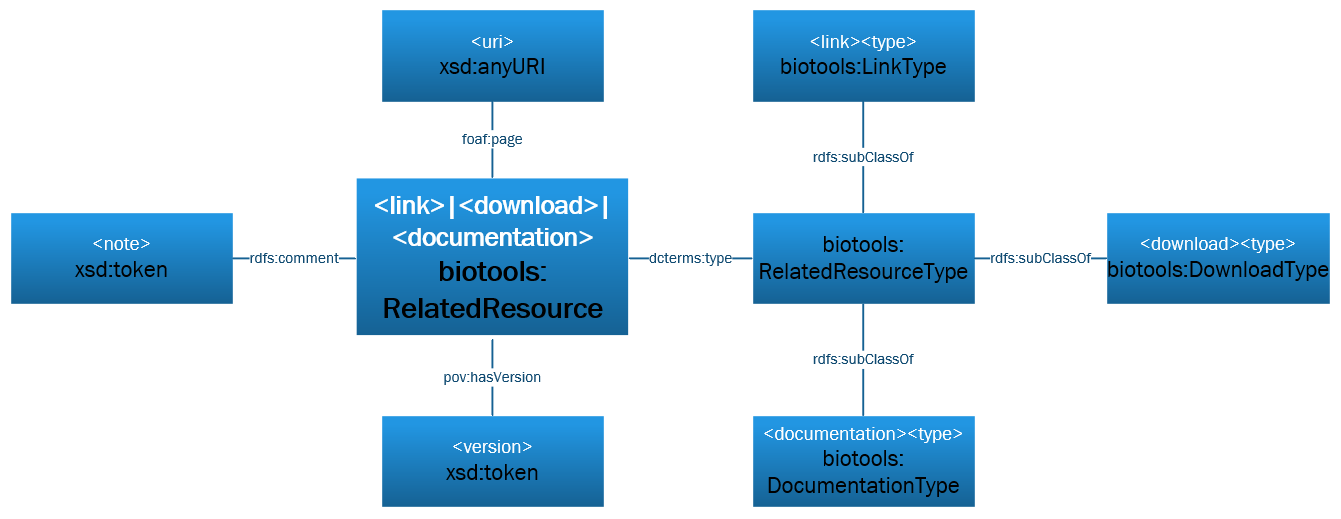 <uri>
xsd:anyURI
<link><type>
biotools:LinkType
foaf:page
rdfs:subClassOf
<note>
xsd:token
rdfs:comment
<link>|<download>|
<documentation>
biotools:
RelatedResource
dcterms:type
biotools:
RelatedResourceType
rdfs:subClassOf
<download><type>
biotools:DownloadType
pov:hasVersion
rdfs:subClassOf
<version>
xsd:token
<documentation><type>
biotools:
DocumentationType